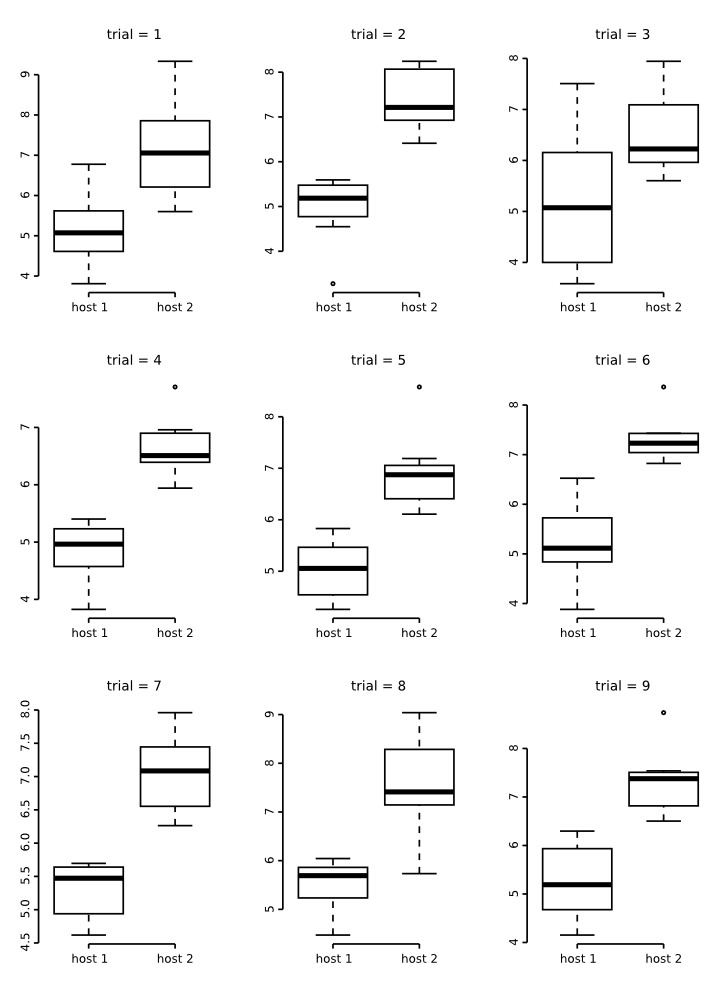 trial = 1
9
8
7
6
5
4
host 1 host 2
trial = 2
8
7
6
5
4
host 1 host 2
trial = 3
8
7
6
5
4
host 1 host 2
trial = 4
7
6
5
4
host 1 host 2
trial = 5
8
7
6
5
host 1 host 2
trial = 6
8
7
6
5
4
host 1 host 2
trial = 7
8.0
7.5
7.0
6.5
6.0
5.5
5.0
4.5
host 1 host 2
trial = 8
9
8
7
6
5
host 1 host 2
trial = 9
8
7
6
5
4
host 1 host 2